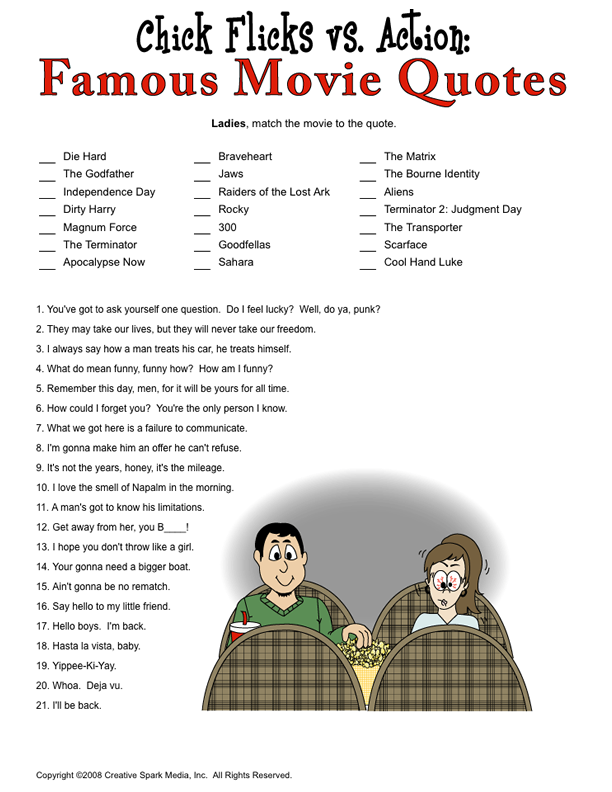 Chick Flicks vs. Action:
Famous Movie Quotes
Ladies, match the movie to the quote.
___ Die Hard ___ Braveheart ___ The Matrix
___ The Godfather ___ Jaws ___ The Bourne Identity
___ Independence Day ___ Raiders of the Lost Ark ___ Aliens
___ Dirty Harry ___ Rocky ___ Terminator 2: Judgment Day
___ Magnum Force ___ 300 ___ The Transporter
___ The Terminator ___ Goodfellas ___ Scarface
___ Apocalypse Now ___ Sahara ___ Cool Hand Luke
1. You've got to ask yourself one question. Do I feel lucky? Well, do ya, punk?
2. They may take our lives, but they will never take our freedom.
3. I always say how a man treats his car, he treats himself.
4. What do mean funny, funny how? How am I funny?
5. Remember this day, men, for it will be yours for all time.
6. How could I forget you? You're the only person I know.
7. What we got here is a failure to communicate.
8. I'm gonna make him an offer he can't refuse.
9. It's not the years, honey, it's the mileage.
10. I love the smell of Napalm in the morning.
11. A man's got to know his limitations.
12. Get away from her, you B____!
13. I hope you don't throw like a girl.
14. Your gonna need a bigger boat.
15. Ain't gonna be no rematch.
16. Say hello to my little friend.
17. Hello boys. I'm back.
18. Hasta la vista, baby.
19. Yippee-Ki-Yay.
20. Whoa. Deja vu.
21. I'll be back.
Copyright ©2008 Creative Spark Media, Inc. All Rights Reserved.